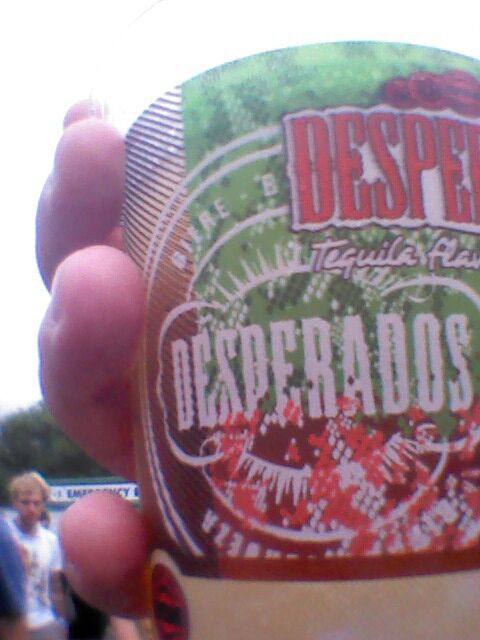 DESPE
Tequila flav
DESPERADOS
EMERGENCY